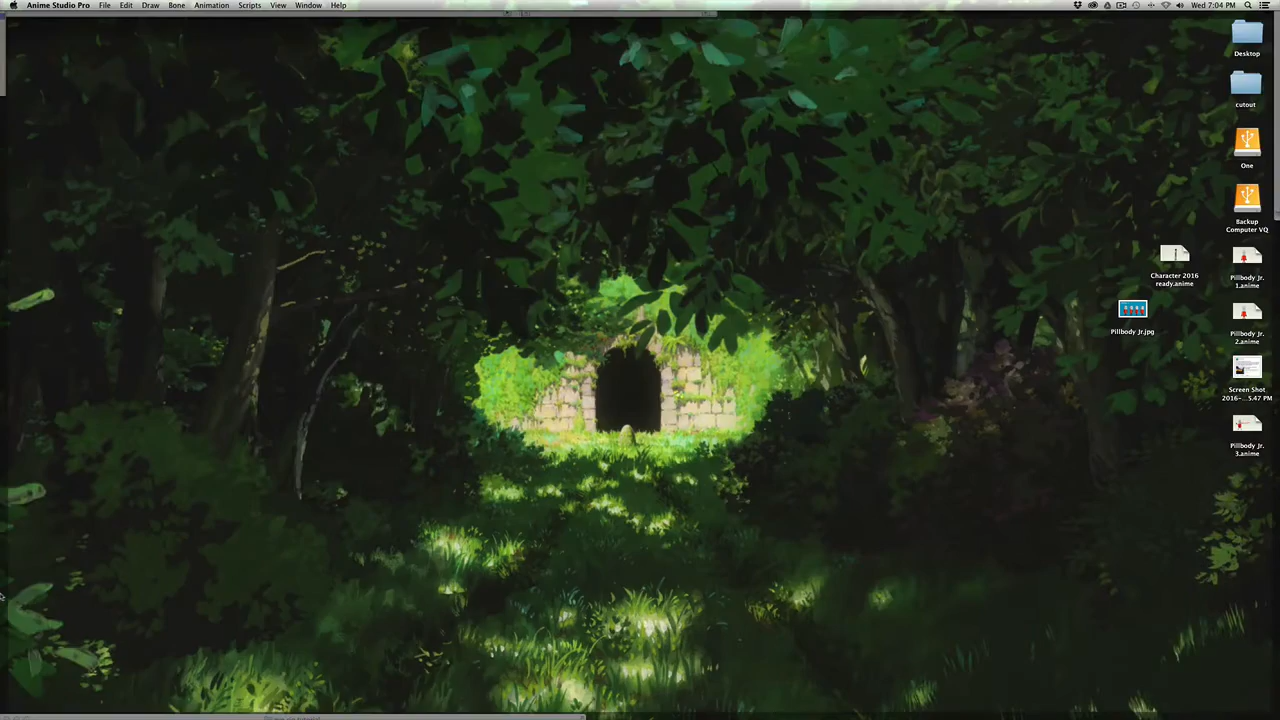 Anime Studio Pro File Edit Draw Bone Animation Scripts View Window Help Wed 7:04 PM
Desktop
cutout
One
Backup
Computer VQ
Character 2016
ready.anime
Pillbody Jr.
1.anime
Pillbody Jr.jpg
Pillbody Jr.
2.anime
Screen Shot
2016-...5.47 PM
Pillbody Jr.
3.anime